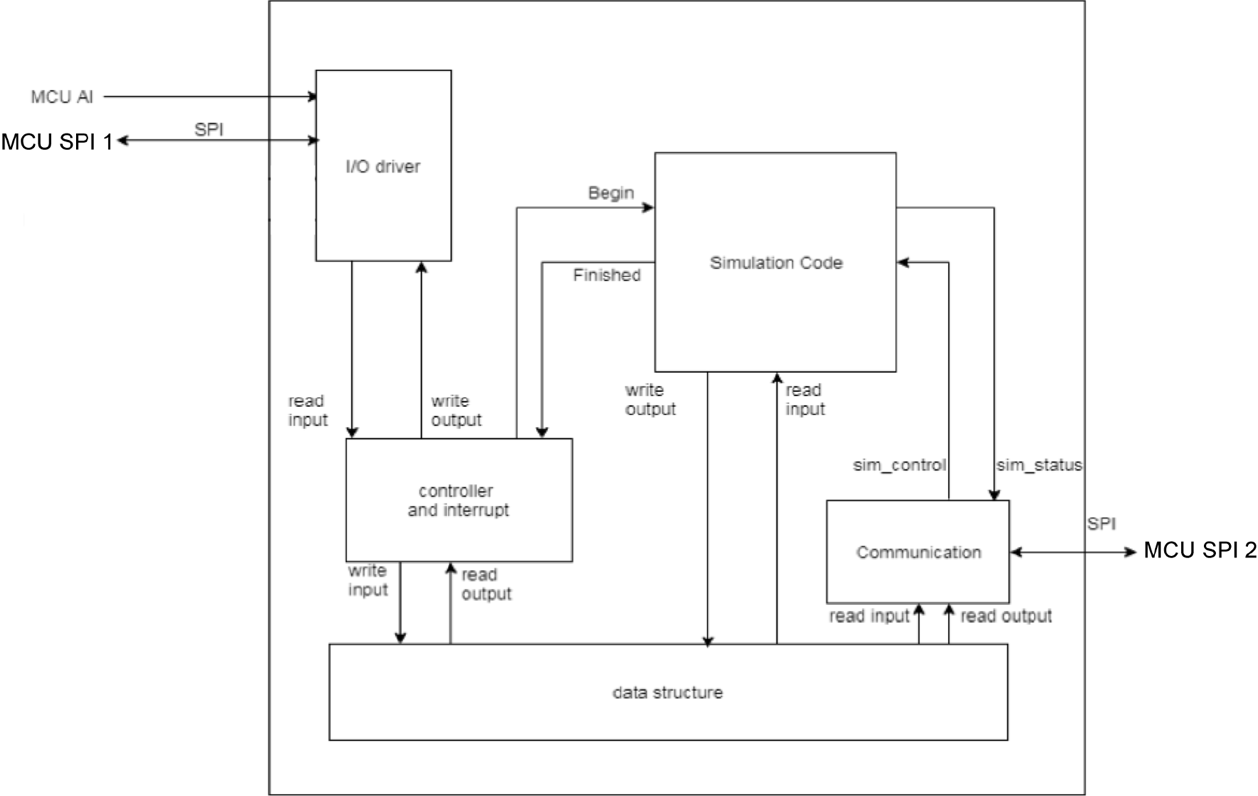 MCU AI
SPI
MCU SPI 1
I/O driver
Begin
Simulation Code
Finished
read
input
write
output
write
output
read
input
sim_control
sim_status
controller
and interrupt
SPI
Communication
MCU SPI 2
write
input
read
output
read input
read output
data structure